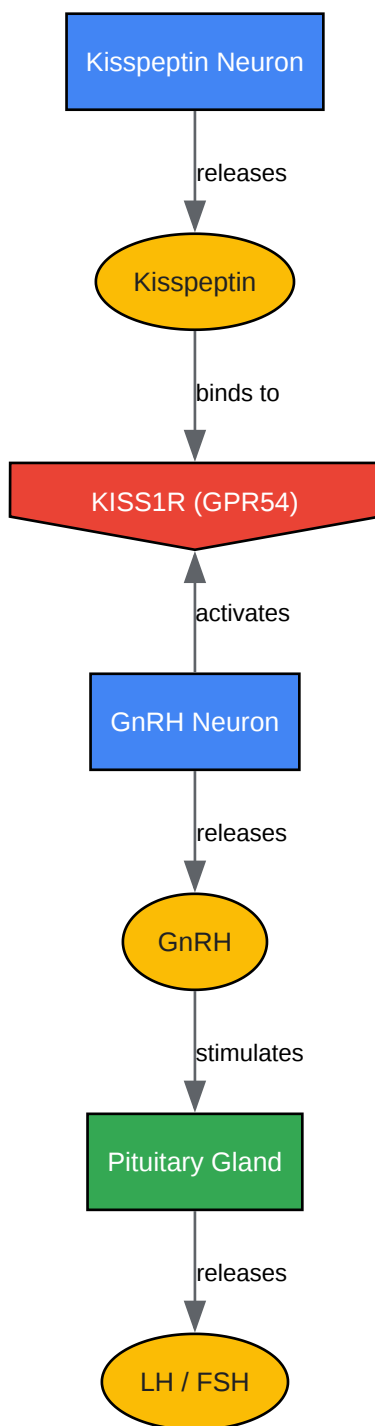 Kisspeptin Neuron
releases
Kisspeptin
binds to
KISS1R (GPR54)
activates
GnRH Neuron
releases
GnRH
stimulates
Pituitary Gland
releases
LH / FSH